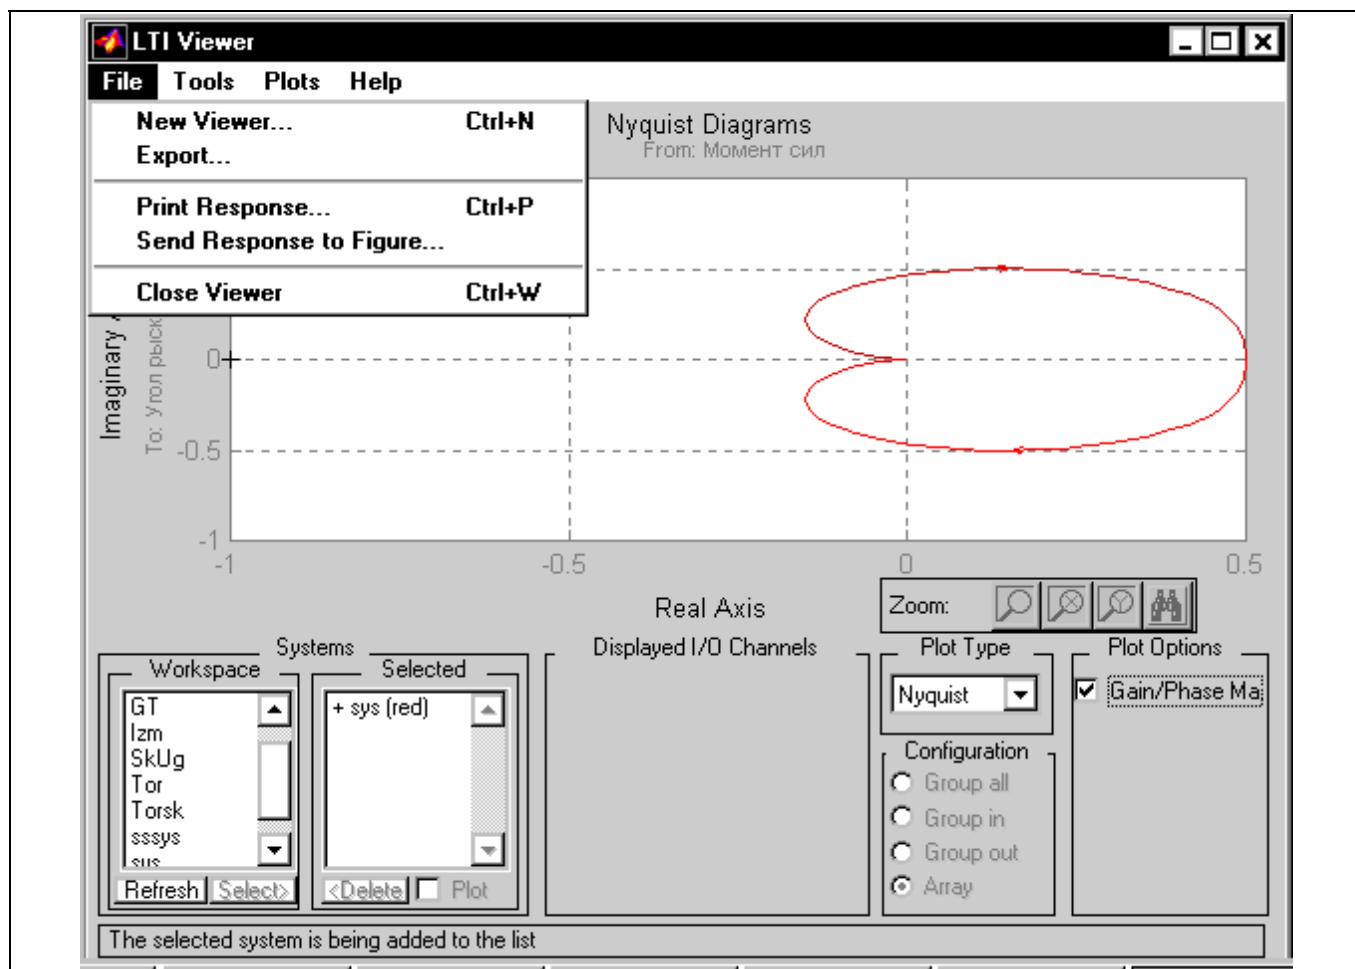 LTI Viewer
File Tools Plots Help
New Viewer... Ctrl+N
Export...
Print Response... Ctrl+P
Send Response to Figure...
Close Viewer Ctrl+W
Nyquist Diagrams
From: Момент сил
Imaginary
To: Угол рыск
0
-0.5
-1
-1 -0.5 0 0.5
Real Axis
Zoom:
Systems
Workspace
GT
Izm
SkUg
Tor
Torsk
sssys
sys
Refresh Select>
Selected
+ sys (red)
<Delete Plot
Displayed I/O Channels
Plot Type
Nyquist
Configuration
Group all
Group in
Group out
Array
Plot Options
Gain/Phase Ma
The selected system is being added to the list